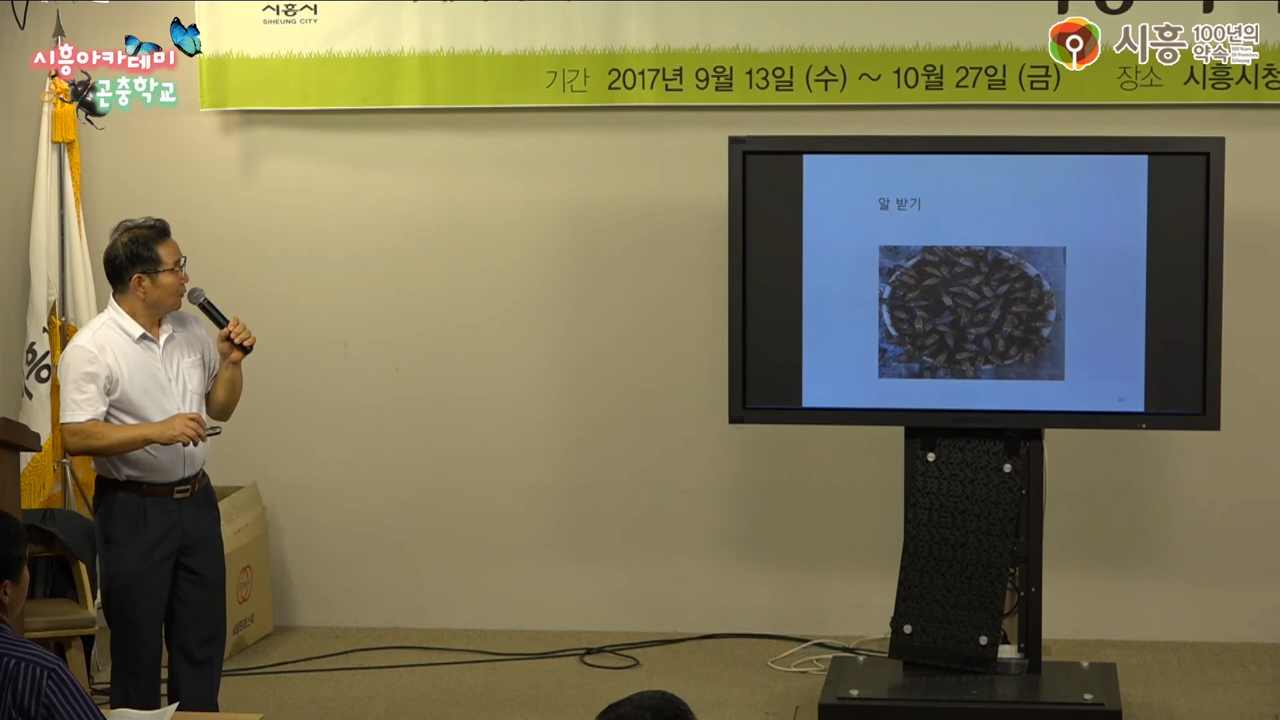 시흥시
SIHEUNG CITY
시흥아카데미
곤충학교
시흥
100년의
약속
기간 2017년 9월 13일 (수) ~ 10월 27일 (금) 장소 시흥시청
알 받기